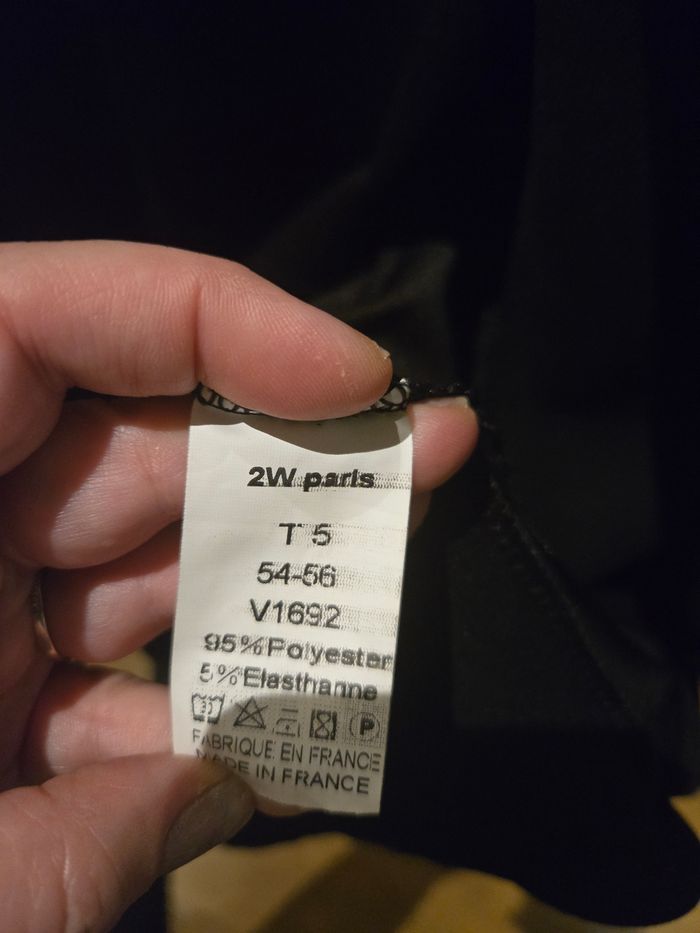 2W paris
T 5
54-56
V1692
95%Polyester
5%Elasthanne
P
FABRIQUE EN FRANCE
MADE IN FRANCE